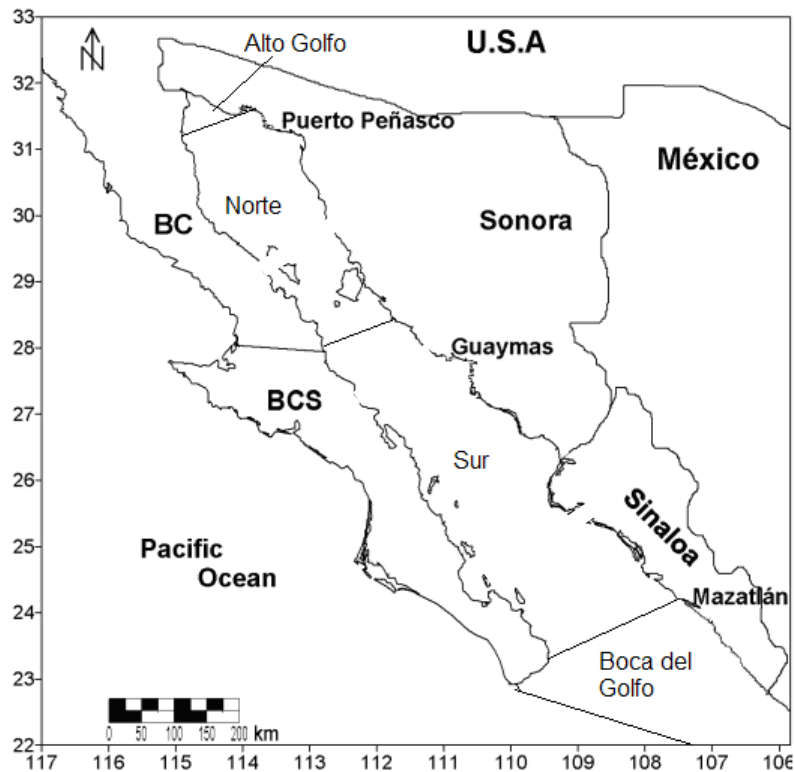 33
32
31
30
29
28
27
26
25
24
23
22
N
Alto Golfo
U.S.A
Puerto Peñasco
México
Norte
BC
Sonora
Guaymas
BCS
Sur
Sinaloa
Pacific
Ocean
Mazatlán
Boca del
Golfo
0 50 100 150 200 km
117 116 115 114 113 112 111 110 109 108 107 106